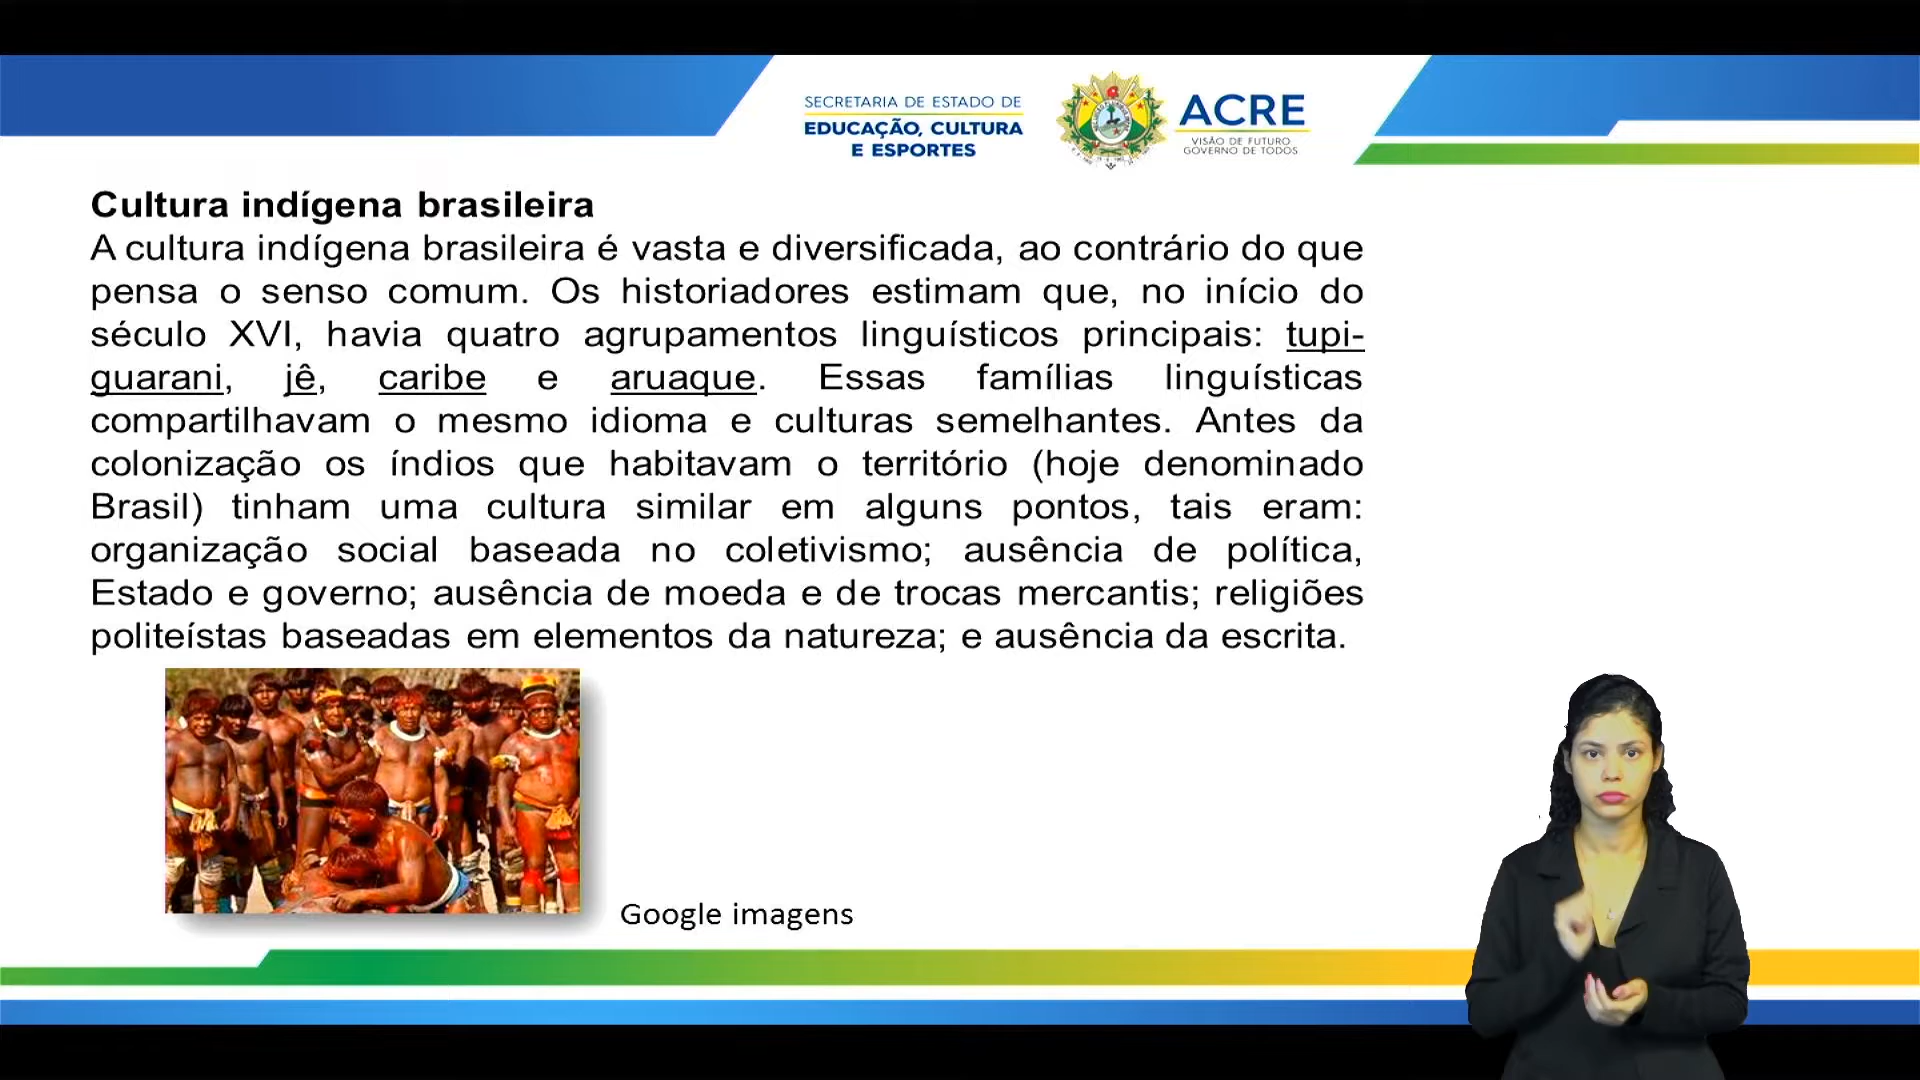 SECRETARIA DE ESTADO DE
EDUCAÇÃO, CULTURA
E ESPORTES
ACRE
VISÃO DE FUTURO
GOVERNO DE TODOS
Cultura indígena brasileira
A cultura indígena brasileira é vasta e diversificada, ao contrário do que
pensa o senso comum. Os historiadores estimam que, no início do
século XVI, havia quatro agrupamentos linguísticos principais: tupi-
guarani, jê, caribe e aruaque. Essas famílias linguísticas
compartilhavam o mesmo idioma e culturas semelhantes. Antes da
colonização os índios que habitavam o território (hoje denominado
Brasil) tinham uma cultura similar em alguns pontos, tais eram:
organização social baseada no coletivismo; ausência de política,
Estado e governo; ausência de moeda e de trocas mercantis; religiões
politeístas baseadas em elementos da natureza; e ausência da escrita.
Google imagens